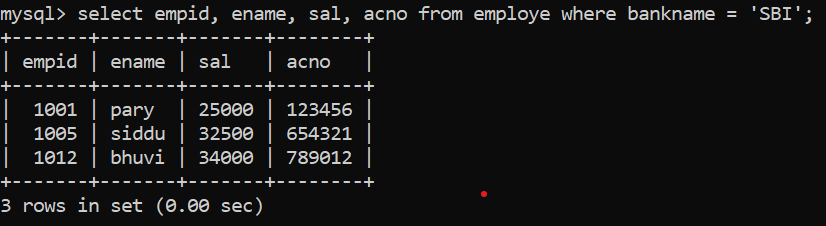 mysql> select empid, ename, sal, acno from employe where bankname = 'SBI';
+-------+-------+-------+--------+
| empid | ename | sal   | acno   |
+-------+-------+-------+--------+
|  1001 | pary  | 25000 | 123456 |
|  1005 | siddu | 32500 | 654321 |
|  1012 | bhuvi | 34000 | 789012 |
+-------+-------+-------+--------+
3 rows in set (0.00 sec)